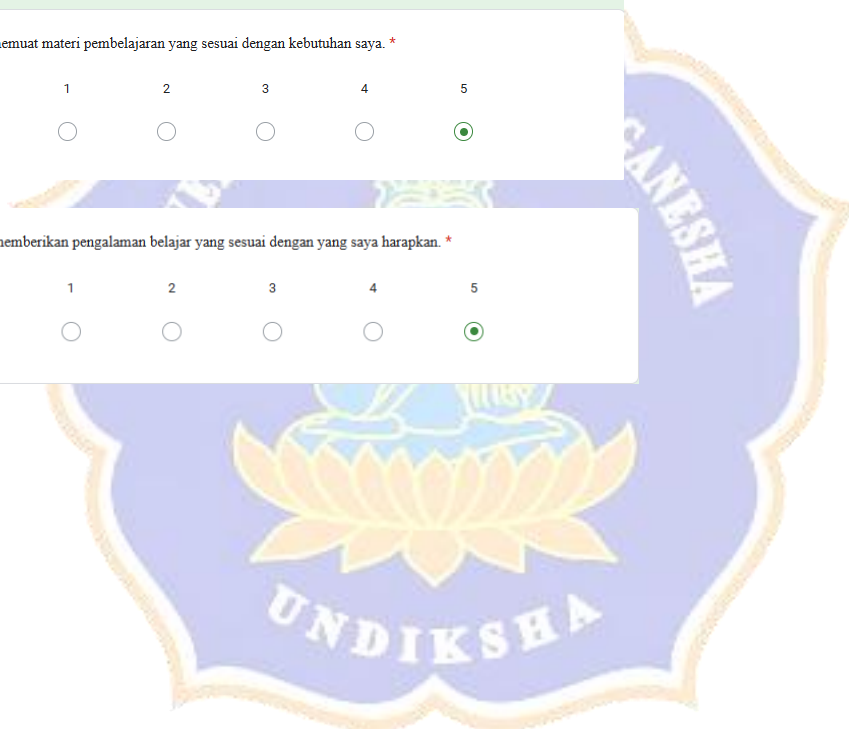 emuat materi pembelajaran yang sesuai dengan kebutuhan saya. *
1 2 3 4 5
GANESHA
emberikan pengalaman belajar yang sesuai dengan yang saya harapkan. *
1 2 3 4 5
UNDIKSHA